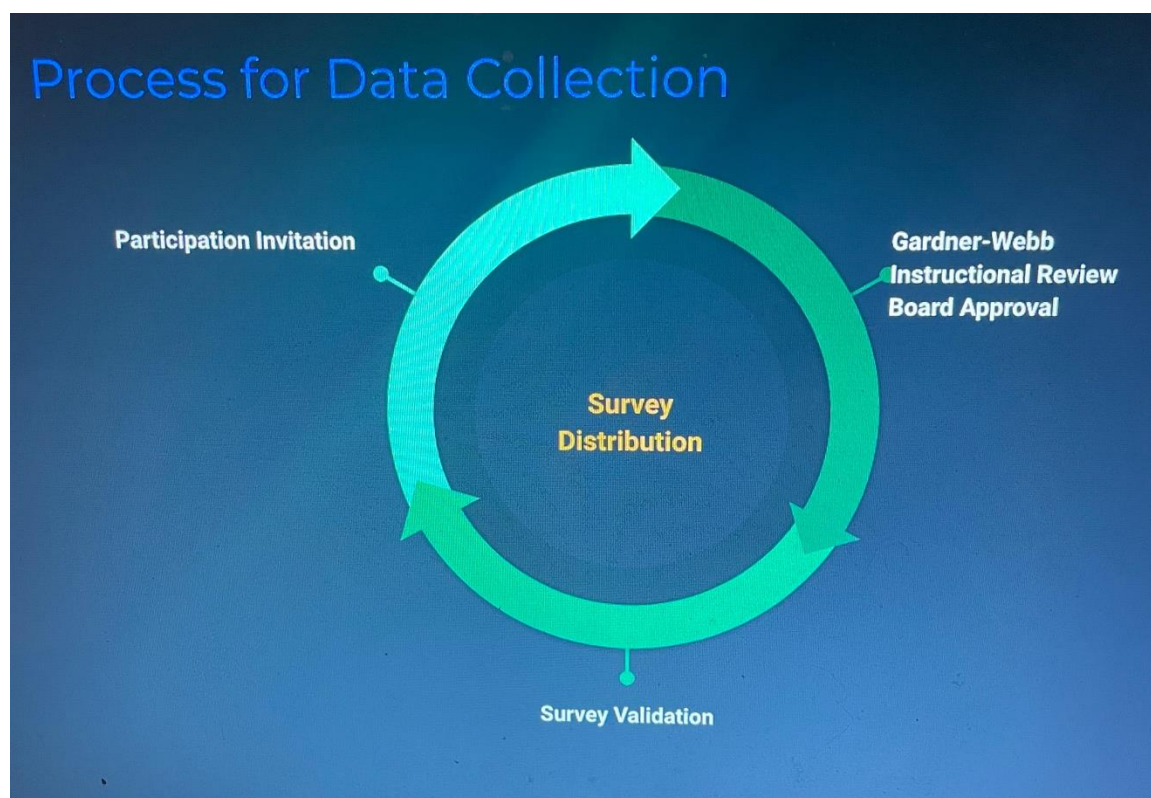 Process for Data Collection
Participation Invitation
Gardner-Webb
Instructional Review
Board Approval
Survey
Distribution
Survey Validation